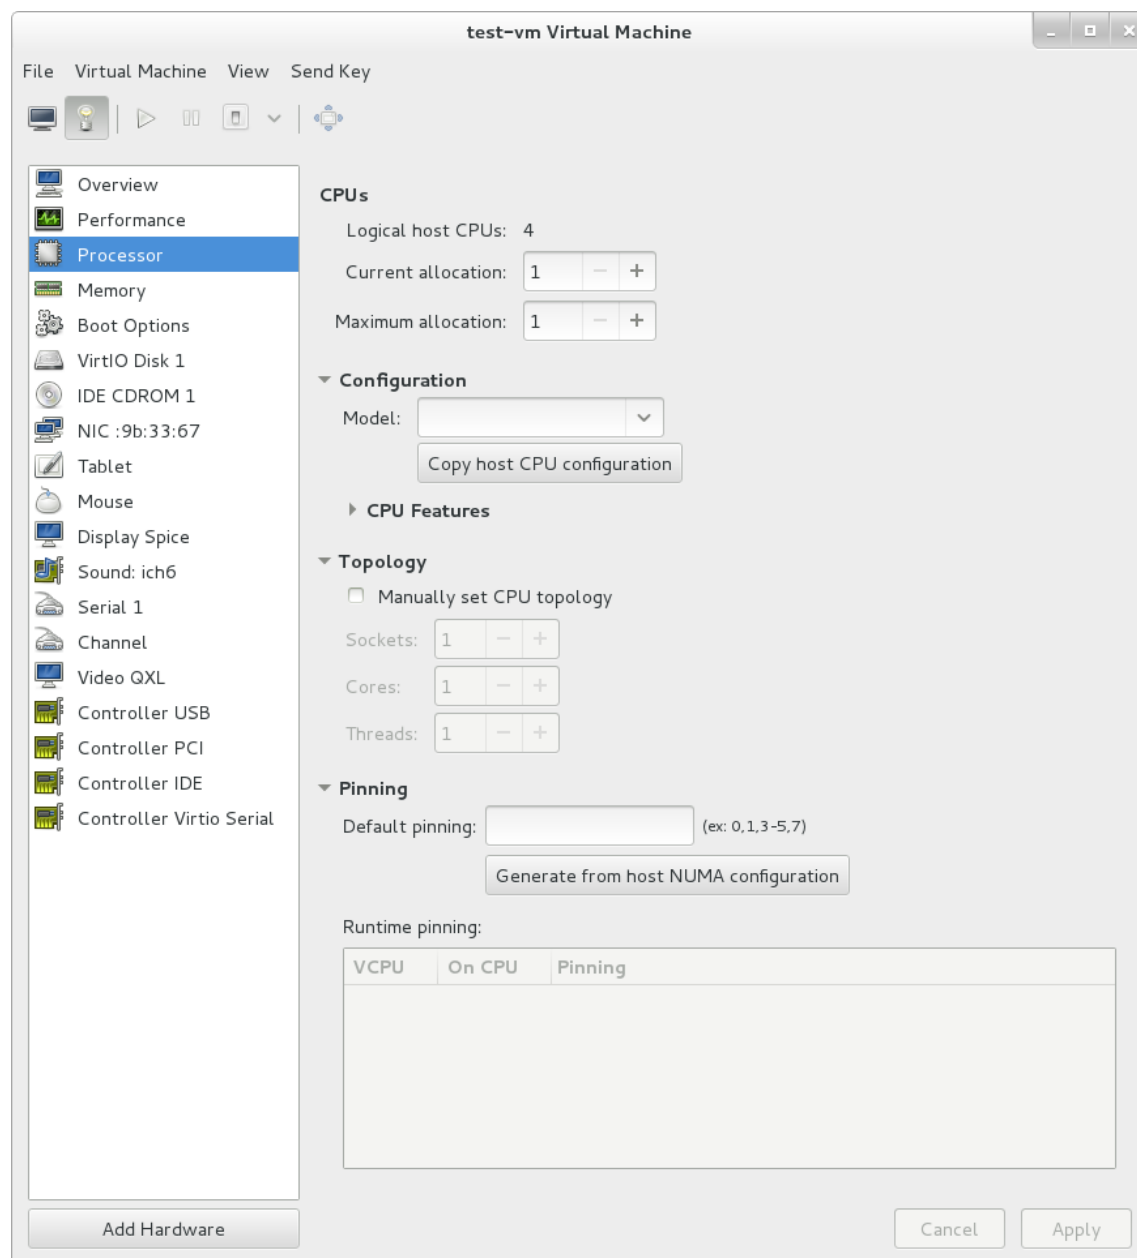 test-vm Virtual Machine
File Virtual Machine View Send Key
Overview
Performance
Processor
Memory
Boot Options
VirtIO Disk 1
IDE CDROM 1
NIC :9b:33:67
Tablet
Mouse
Display Spice
Sound: ich6
Serial 1
Channel
Video QXL
Controller USB
Controller PCI
Controller IDE
Controller Virtio Serial
Add Hardware
CPUs
Logical host CPUs: 4
Current allocation: 1
Maximum allocation: 1
Configuration
Model:
Copy host CPU configuration
CPU Features
Topology
Manually set CPU topology
Sockets: 1
Cores: 1
Threads: 1
Pinning
Default pinning: (ex: 0,1,3-5,7)
Generate from host NUMA configuration
Runtime pinning:
VCPU On CPU Pinning
Cancel Apply